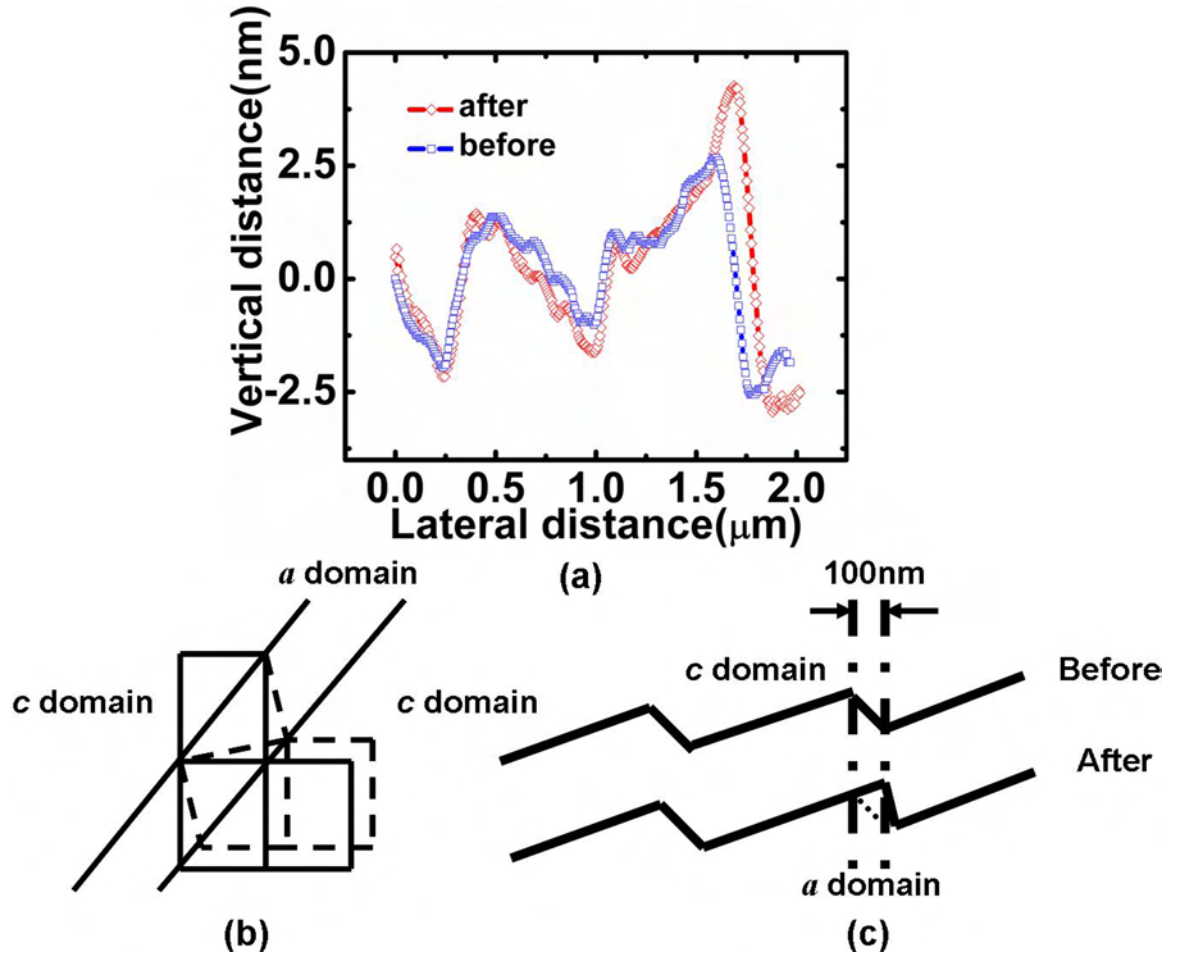 5.0
2.5
0.0
-2.5
Vertical distance(nm)
after
before
0.0 0.5 1.0 1.5 2.0
Lateral distance(μm)
(a)
a domain
c domain
c domain
(b)
100nm
c domain
Before
After
a domain
(c)